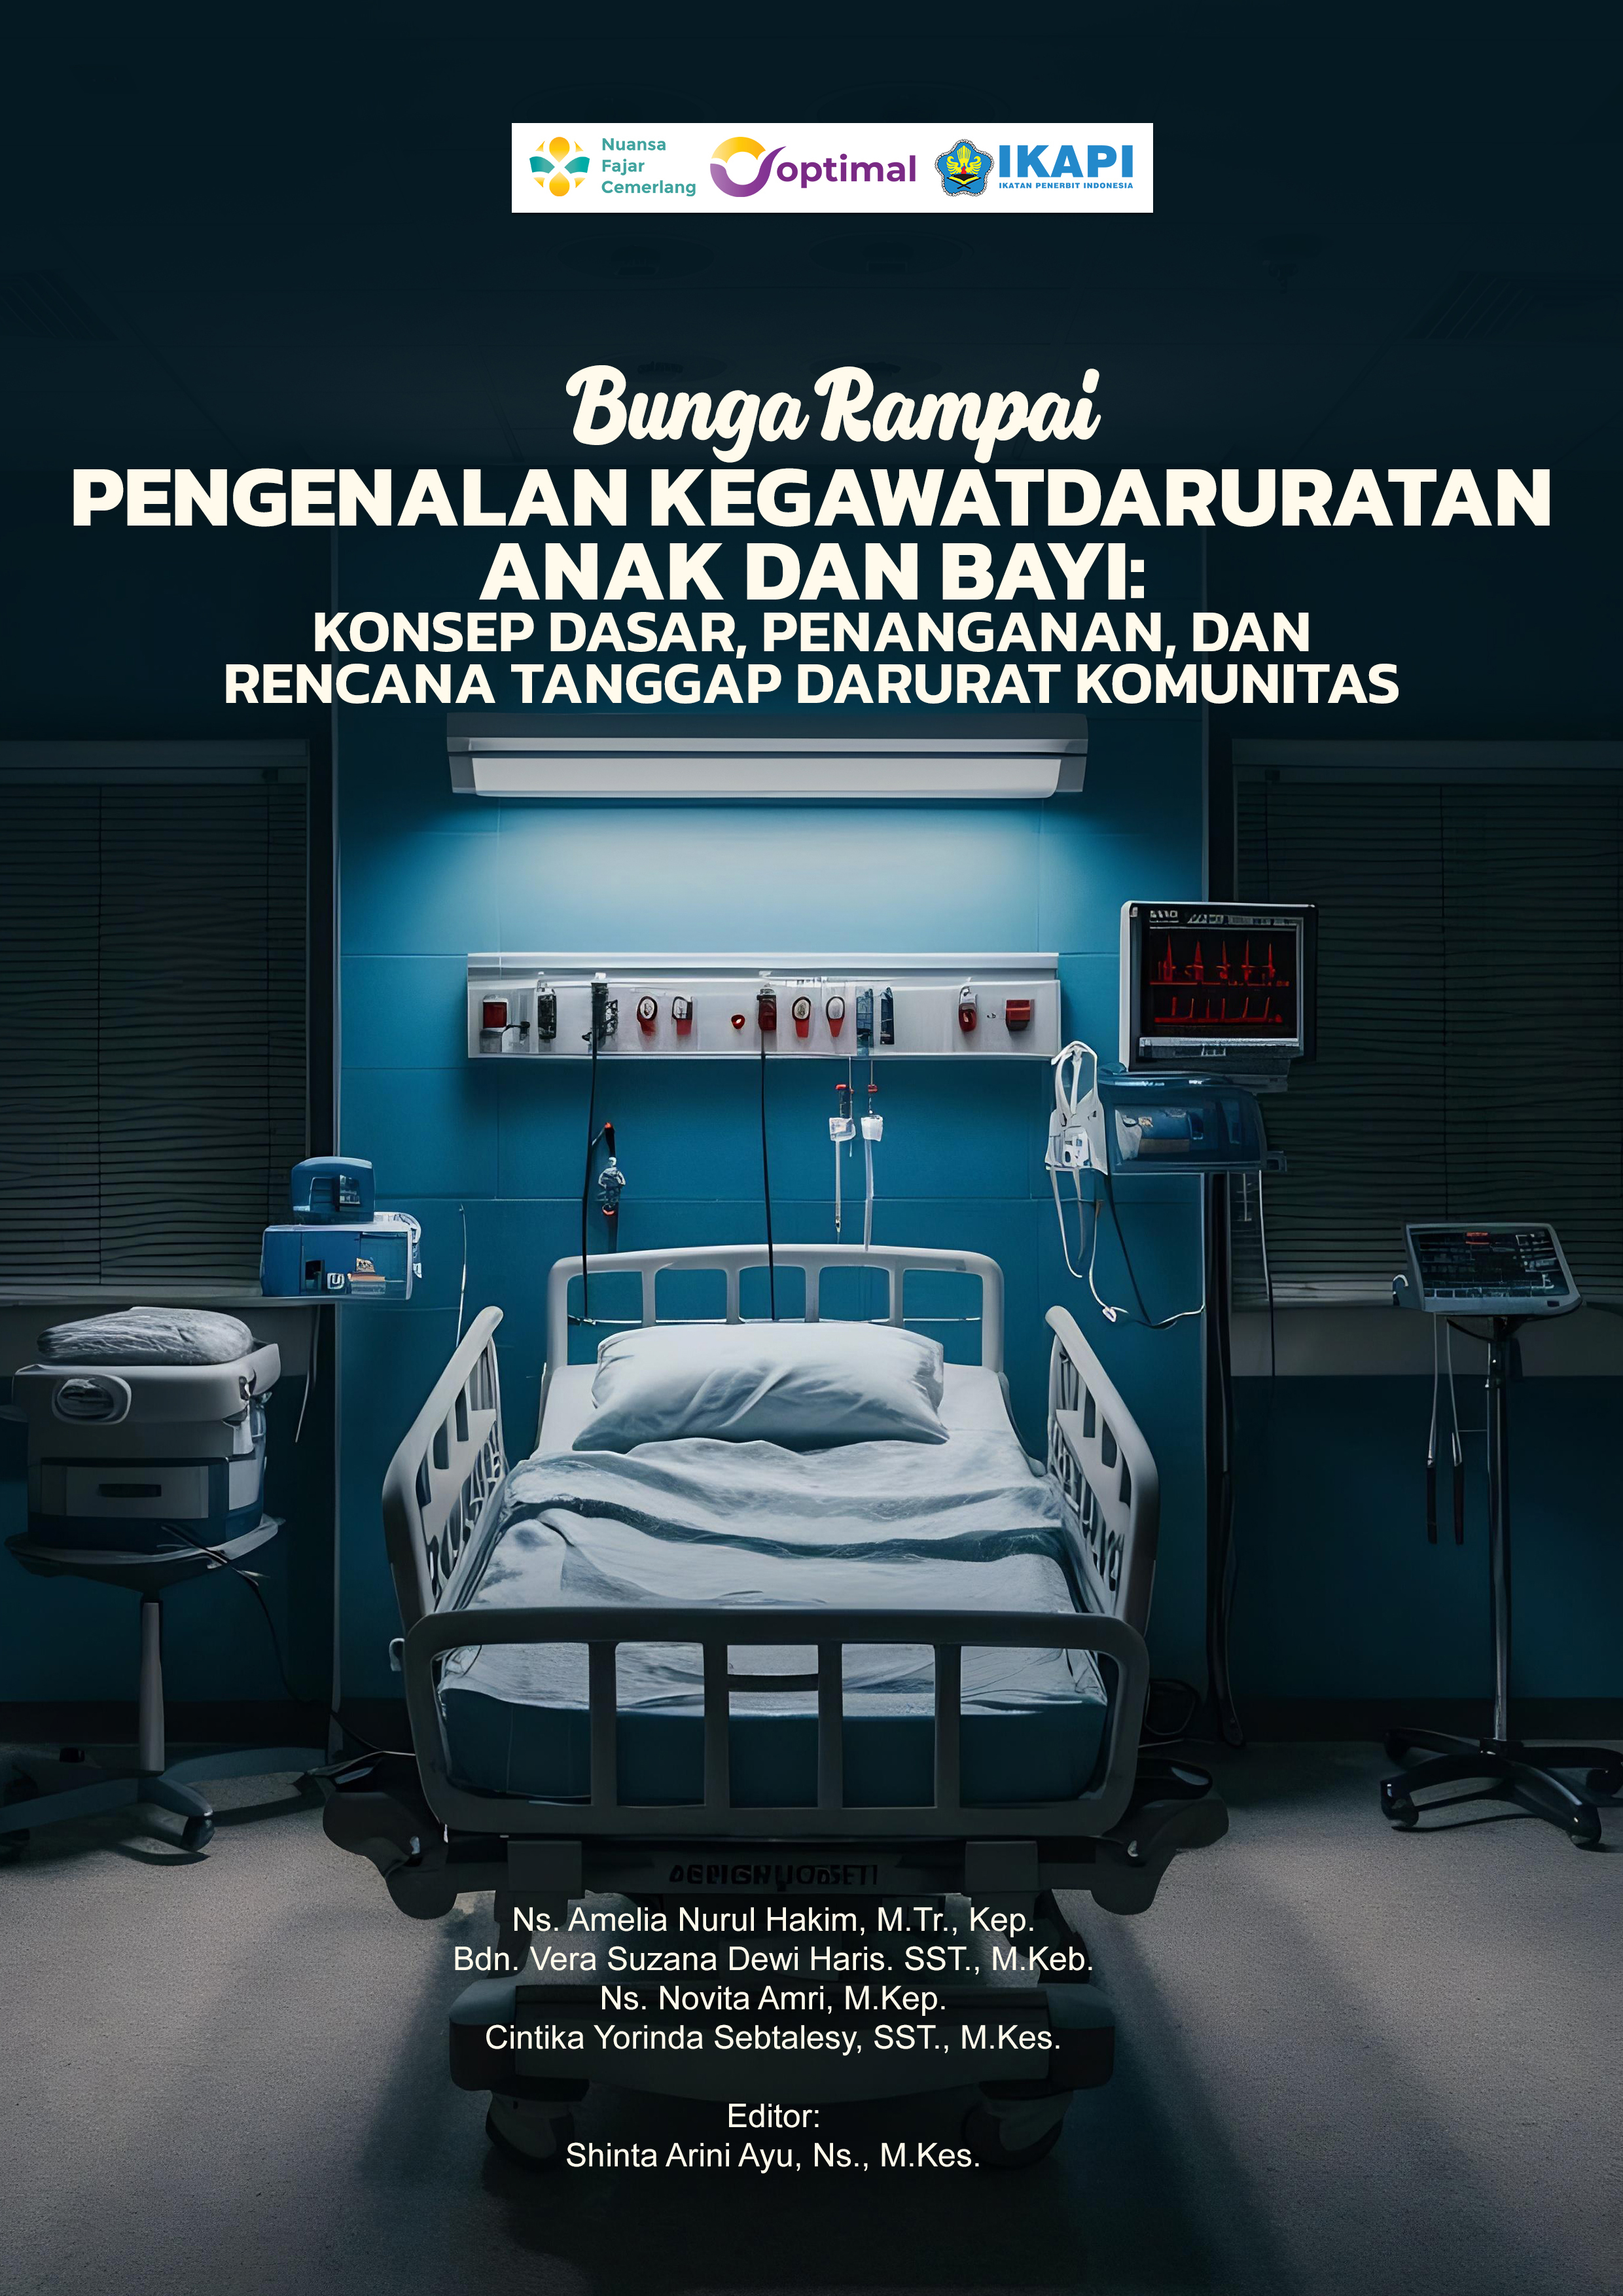 Nuansa
Fajar
Cemerlang
optimal
IKAPI
IKATAN PENERBIT INDONESIA
Bunga Rampai
PENGENALAN KEGAWATDARURATAN
ANAK DAN BAYI:
KONSEP DASAR, PENANGANAN, DAN
RENCANA TANGGAP DARURAT KOMUNITAS
Ns. Amelia Nurul Hakim, M.Tr., Kep.
Bdn. Vera Suzana Dewi Haris. SST., M.Keb.
Ns. Novita Amri, M.Kep.
Cintika Yorinda Sebtalesy, SST., M.Kes.
Editor:
Shinta Arini Ayu, Ns., M.Kes.